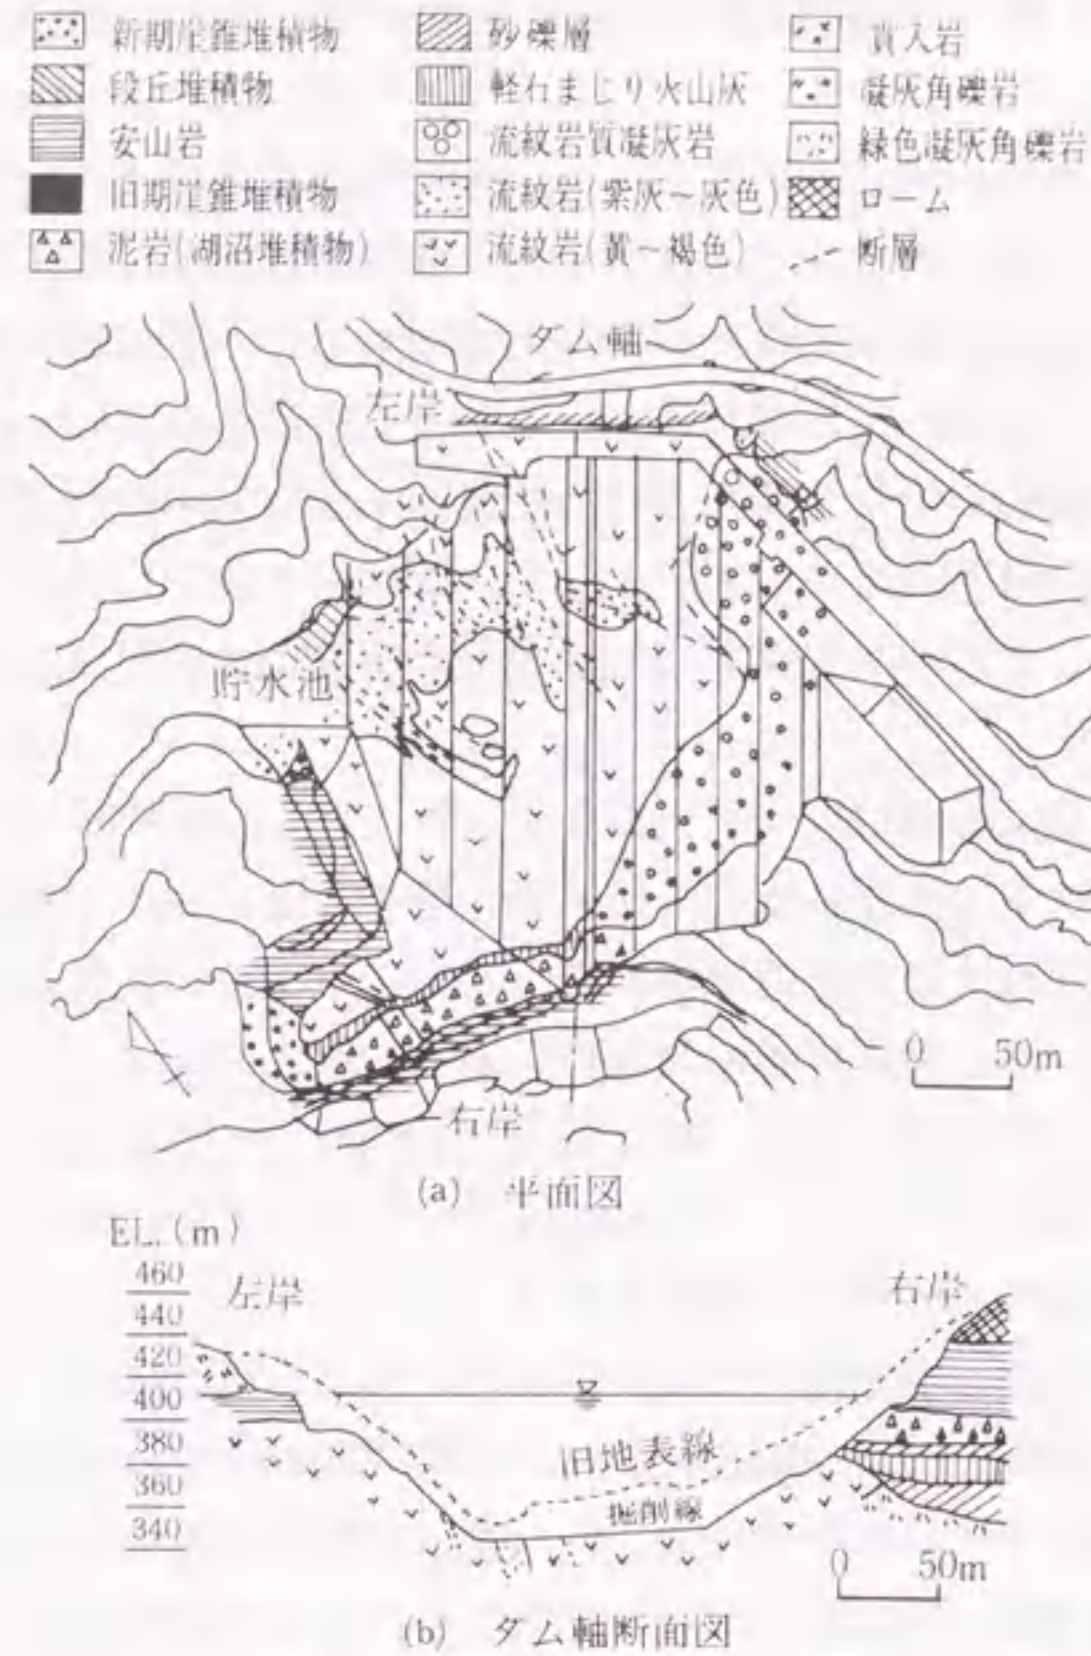 新期崖錐堆積物 砂礫層 貫入岩
段丘堆積物 軽石まじり火山灰 凝灰角礫岩
安山岩 流紋岩質凝灰岩 緑色凝灰角礫岩
旧期崖錐堆積物 流紋岩(紫灰～灰色) ローム
泥岩(湖沼堆積物) 流紋岩(黄～褐色) 断層
ダム軸
左岸
貯水池
0 50m
右岸
(a) 平面図
EL.(m)
460
左岸
右岸
440
420
400
380
旧地表線
360
掘削線
340
0 50m
(b) ダム軸断面図